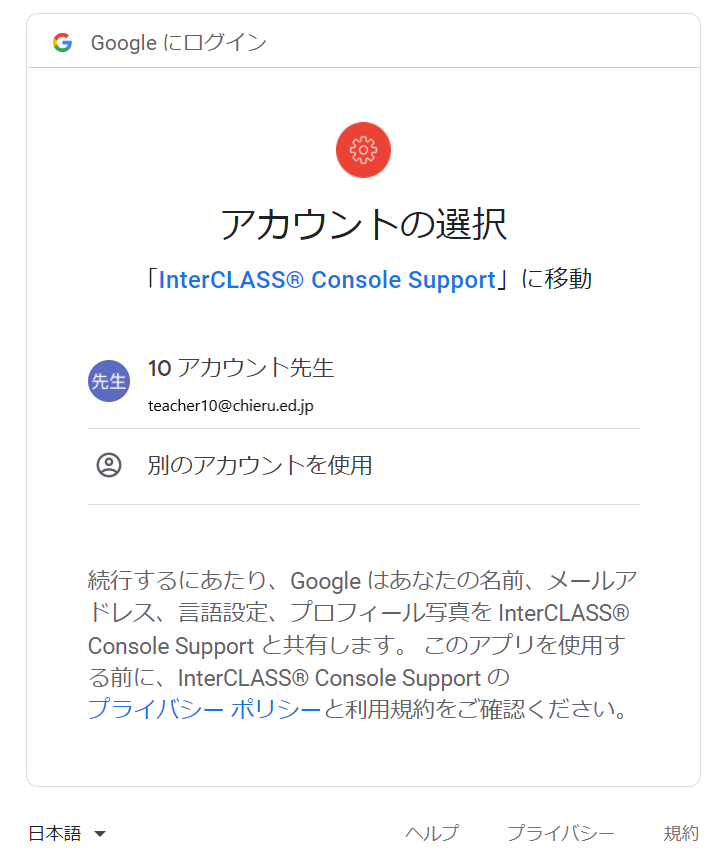 Google にログイン
アカウントの選択
「InterCLASS® Console Support」に移動
先生
10 アカウント先生
teacher10@chieru.ed.jp
別のアカウントを使用
続行するにあたり、Google はあなたの名前、メールア
ドレス、言語設定、プロフィール写真を InterCLASS®
Console Support と共有します。 このアプリを使用す
る前に、InterCLASS® Console Support の
プライバシー ポリシーと利用規約をご確認ください。
日本語 ヘルプ プライバシー 規約